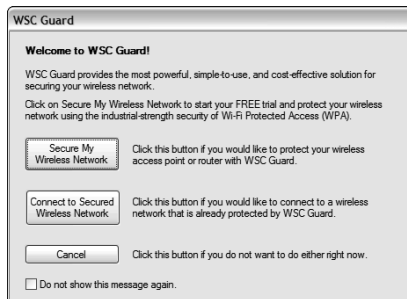 WSC Guard
Welcome to WSC Guard!
WSC Guard provides the most powerful, simple-to-use, and cost-effective solution for
securing your wireless network.
Click on Secure My Wireless Network to start your FREE trial and protect your wireless
network using the industrial-strength security of Wi-Fi Protected Access (WPA).
Secure My
Wireless Network
Click this button if you would like to protect your wireless
access point or router with WSC Guard.
Connect to Secured
Wireless Network
Click this button if you would like to connect to a wireless
network that is already protected by WSC Guard.
Cancel
Click this button if you do not want to do either right now.
Do not show this message again.